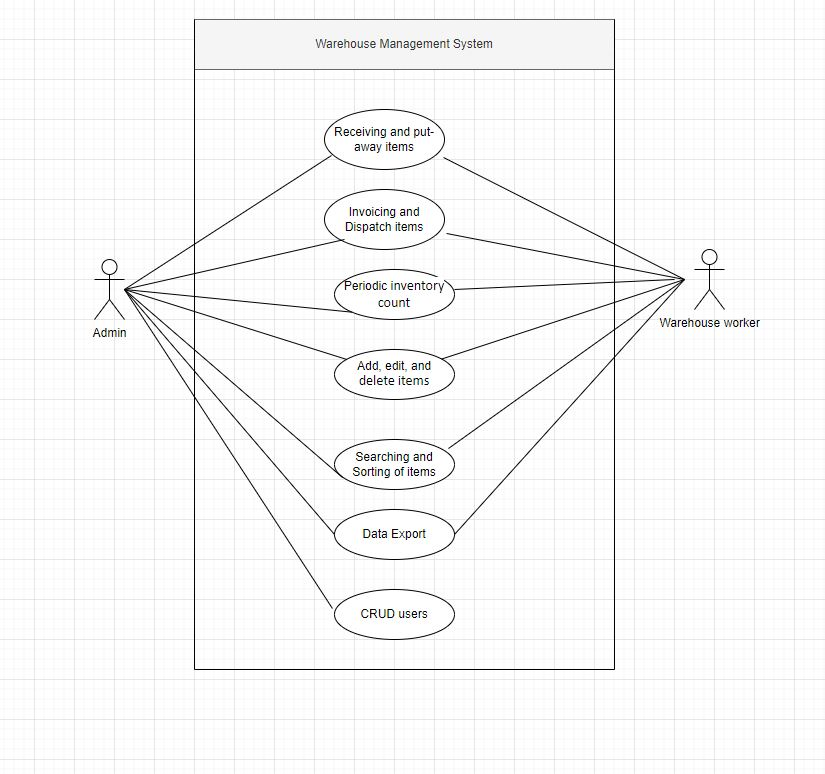 Warehouse Management System
Receiving and put-
away items
Invoicing and
Dispatch items
Periodic inventory
count
Admin
Warehouse worker
Add, edit, and
delete items
Searching and
Sorting of items
Data Export
CRUD users